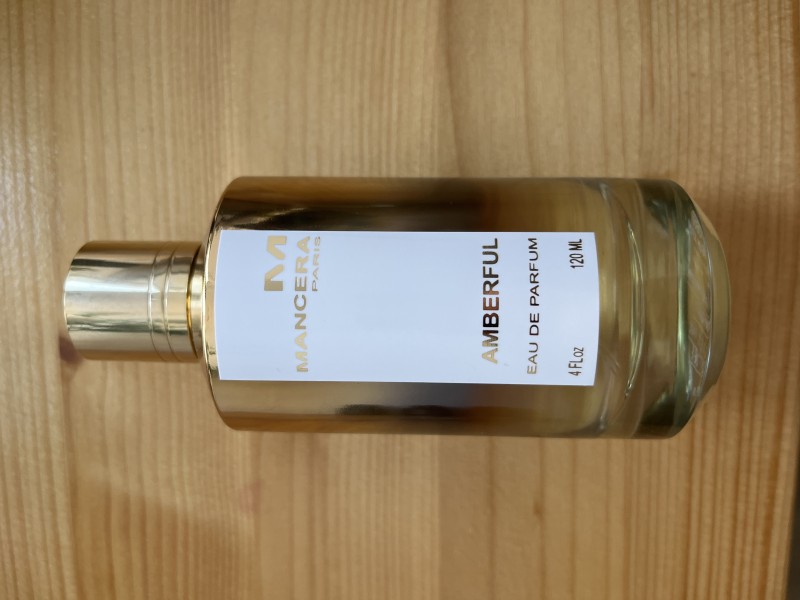 M
MANCERA
PARIS
AMBERFUL
EAU DE PARFUM
4 Fl.oz 120 ML